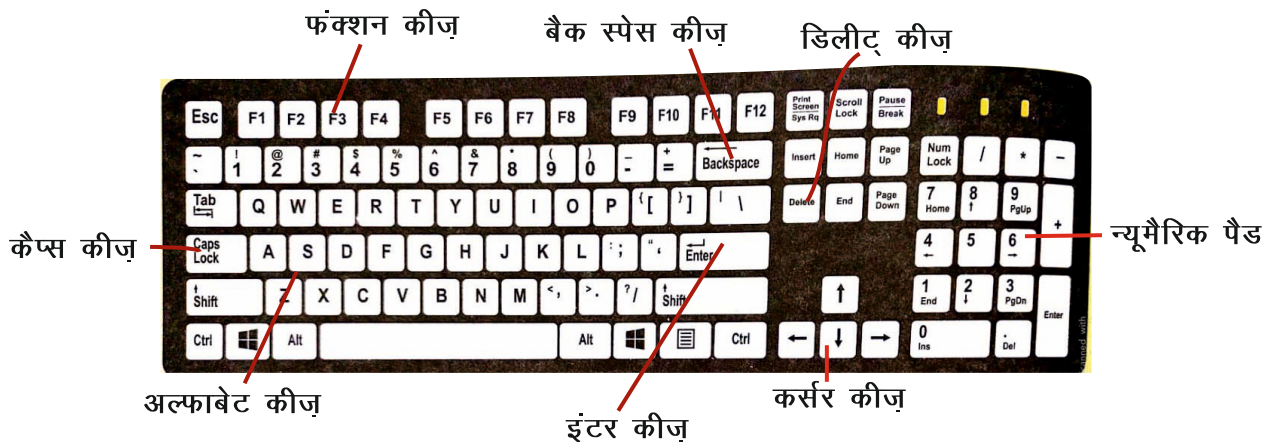 फंक्शन कीज़ बैक स्पेस कीज़ डिलीट् कीज़
Esc F1 F2 F3 F4 F5 F6 F7 F8 F9 F10 F11 F12 Print Screen Sys Rq Scroll Lock Pause Break
~ ` ! 1 @ 2 # 3 $ 4 % 5 ^ 6 & 7 * 8 ( 9 ) 0 _ - + = Backspace Insert Home Page Up Num Lock / * −
Tab Q W E R T Y U I O P { [ } ] | \ Delete End Page Down 7 Home 8 ↑ 9 PgUp +
कैप्स कीज़ Caps Lock A S D F G H J K L : ; " ' Enter 4 ← 5 6 → न्यूमैरिक पैड
Shift Z X C V B N M < , > . ? / Shift ↑ 1 End 2 ↓ 3 PgDn Enter
Ctrl Alt Alt Ctrl ← ↓ → 0 Ins . Del
अल्फाबेट कीज़ इंटर कीज़ कर्सर कीज़